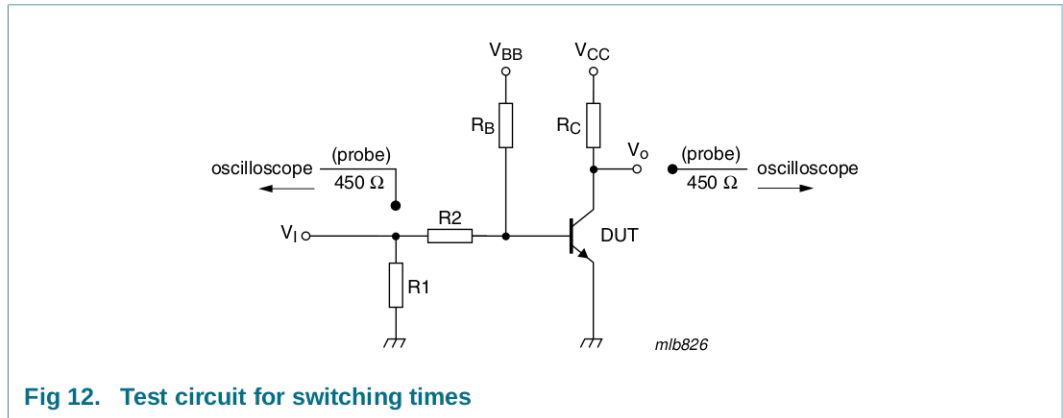 VBB
VCC
RB
RC
Vo
(probe)
oscilloscope
450 Ω
(probe)
oscilloscope
450 Ω
R2
VI
DUT
R1
mlb826
Fig 12. Test circuit for switching times